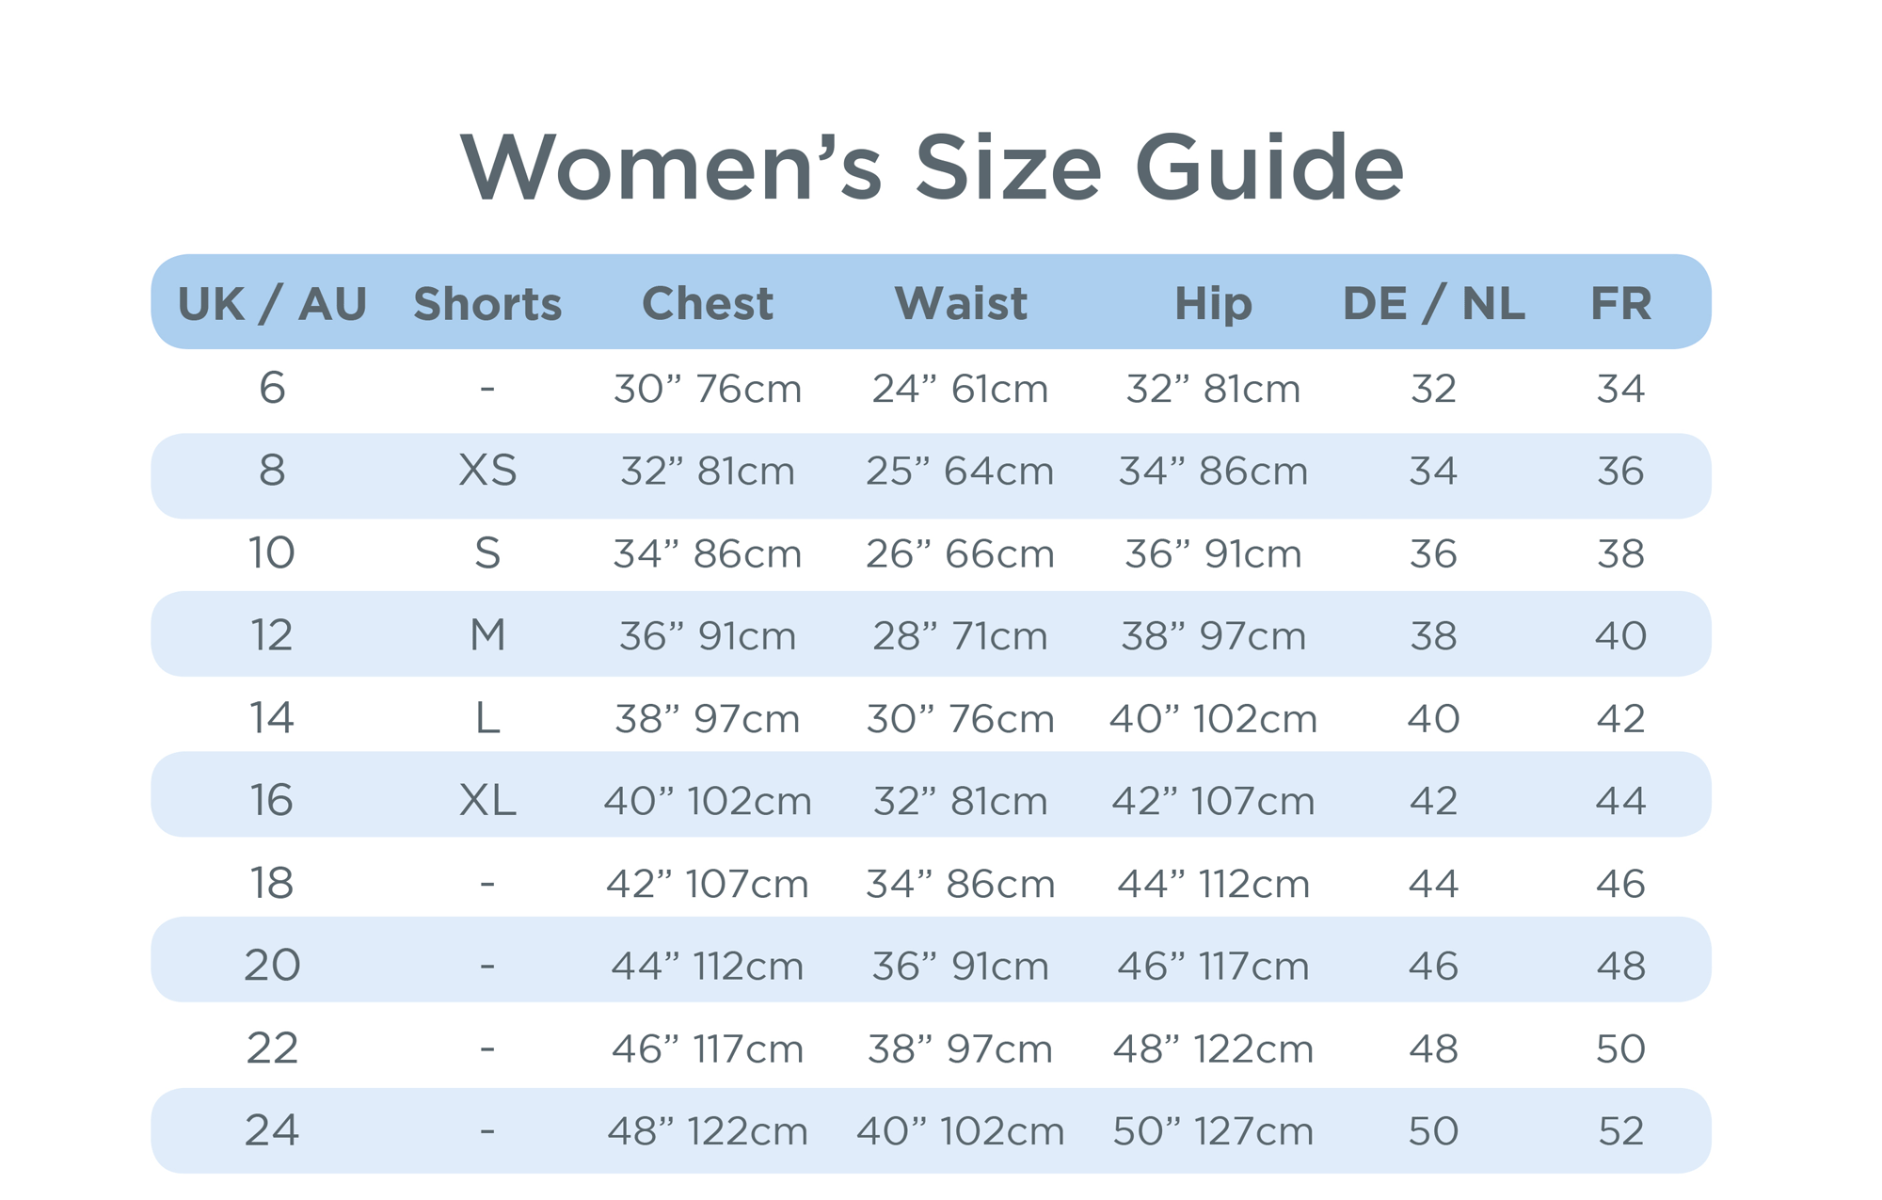 Women’s Size Guide
UK / AU Shorts Chest Waist Hip DE / NL FR
6 - 30” 76cm 24” 61cm 32” 81cm 32 34
8 XS 32” 81cm 25” 64cm 34” 86cm 34 36
10 S 34” 86cm 26” 66cm 36” 91cm 36 38
12 M 36” 91cm 28” 71cm 38” 97cm 38 40
14 L 38” 97cm 30” 76cm 40” 102cm 40 42
16 XL 40” 102cm 32” 81cm 42” 107cm 42 44
18 - 42” 107cm 34” 86cm 44” 112cm 44 46
20 - 44” 112cm 36” 91cm 46” 117cm 46 48
22 - 46” 117cm 38” 97cm 48” 122cm 48 50
24 - 48” 122cm 40” 102cm 50” 127cm 50 52